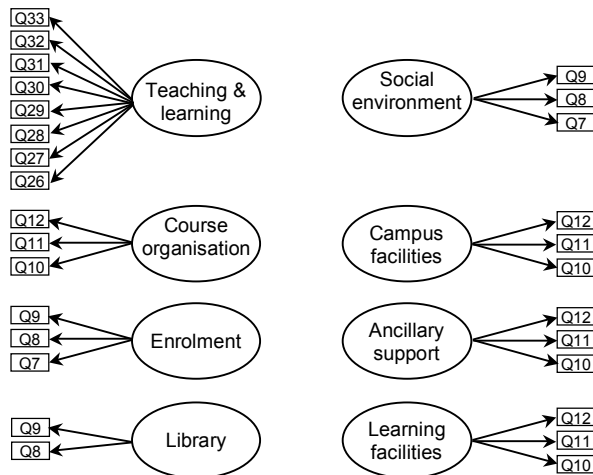 Q33
Q32
Q31
Q30
Q29
Q28
Q27
Q26
Teaching &
learning
Social
environment
Q9
Q8
Q7
Q12
Q11
Q10
Course
organisation
Campus
facilities
Q12
Q11
Q10
Q9
Q8
Q7
Enrolment
Ancillary
support
Q12
Q11
Q10
Q9
Q8
Library
Learning
facilities
Q12
Q11
Q10